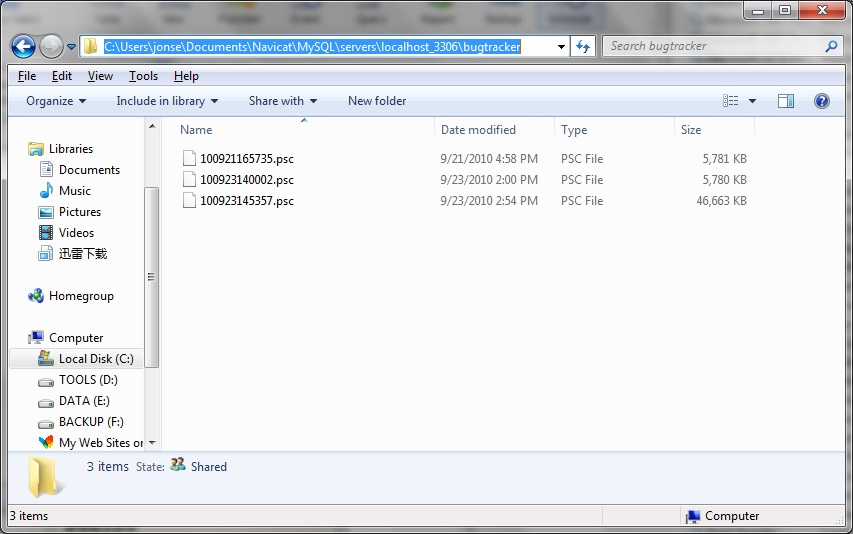 C:\Users\jonse\Documents\Navicat\MySQL\servers\localhost_3306\bugtracker
Search bugtracker
File Edit View Tools Help
Organize Include in library Share with New folder
Name Date modified Type Size
100921165735.psc 9/21/2010 4:58 PM PSC File 5,781 KB
100923140002.psc 9/23/2010 2:00 PM PSC File 5,780 KB
100923145357.psc 9/23/2010 2:54 PM PSC File 46,663 KB
Libraries
Documents
Music
Pictures
Videos
迅雷下载
Homegroup
Computer
Local Disk (C:)
TOOLS (D:)
DATA (E:)
BACKUP (F:)
My Web Sites on
3 items State: Shared
3 items Computer